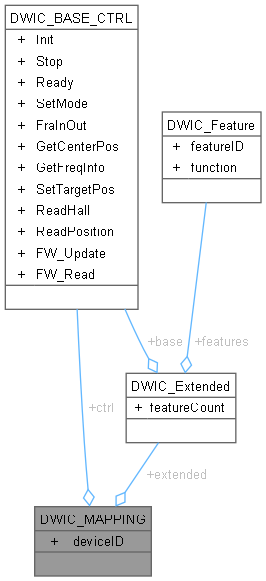 DWIC_BASE_CTRL
+ Init
+ Stop
+ Ready
+ SetMode
+ FraInOut
+ GetCenterPos
+ GetFreqInfo
+ SetTargetPos
+ ReadHall
+ ReadPosition
+ FW_Update
+ FW_Read
DWIC_Feature
+ featureID
+ function
+base
+features
DWIC_Extended
+ featureCount
+ctrl
+extended
DWIC_MAPPING
+ deviceID